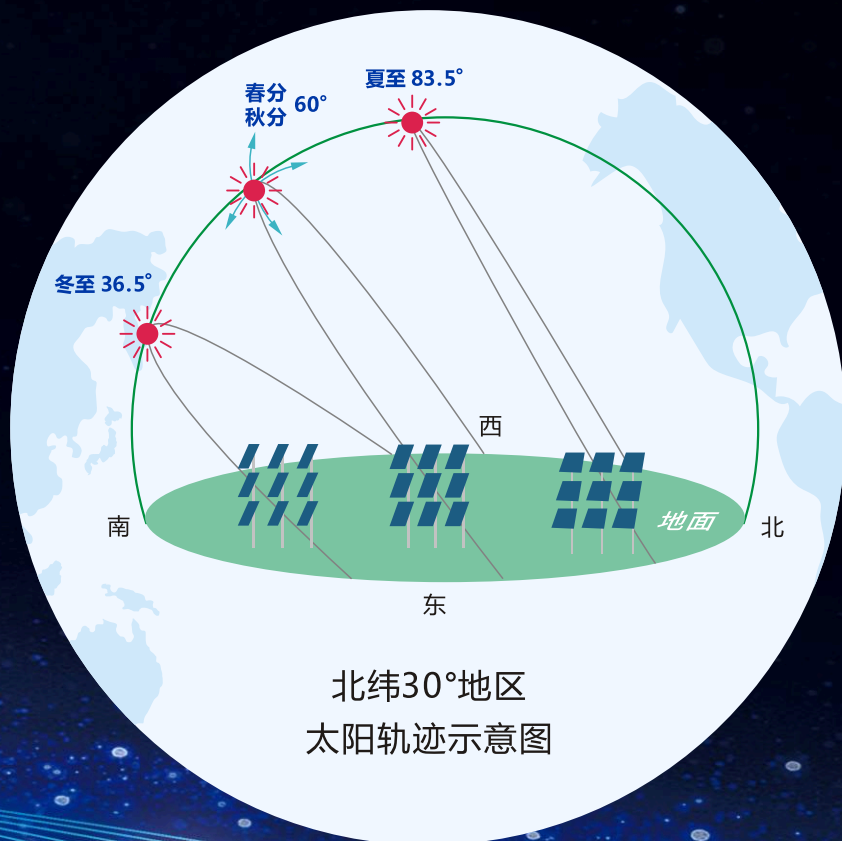 夏至 83.5°
春分
秋分 60°
冬至 36.5°
西
南
地面
北
东
北纬30°地区
太阳轨迹示意图